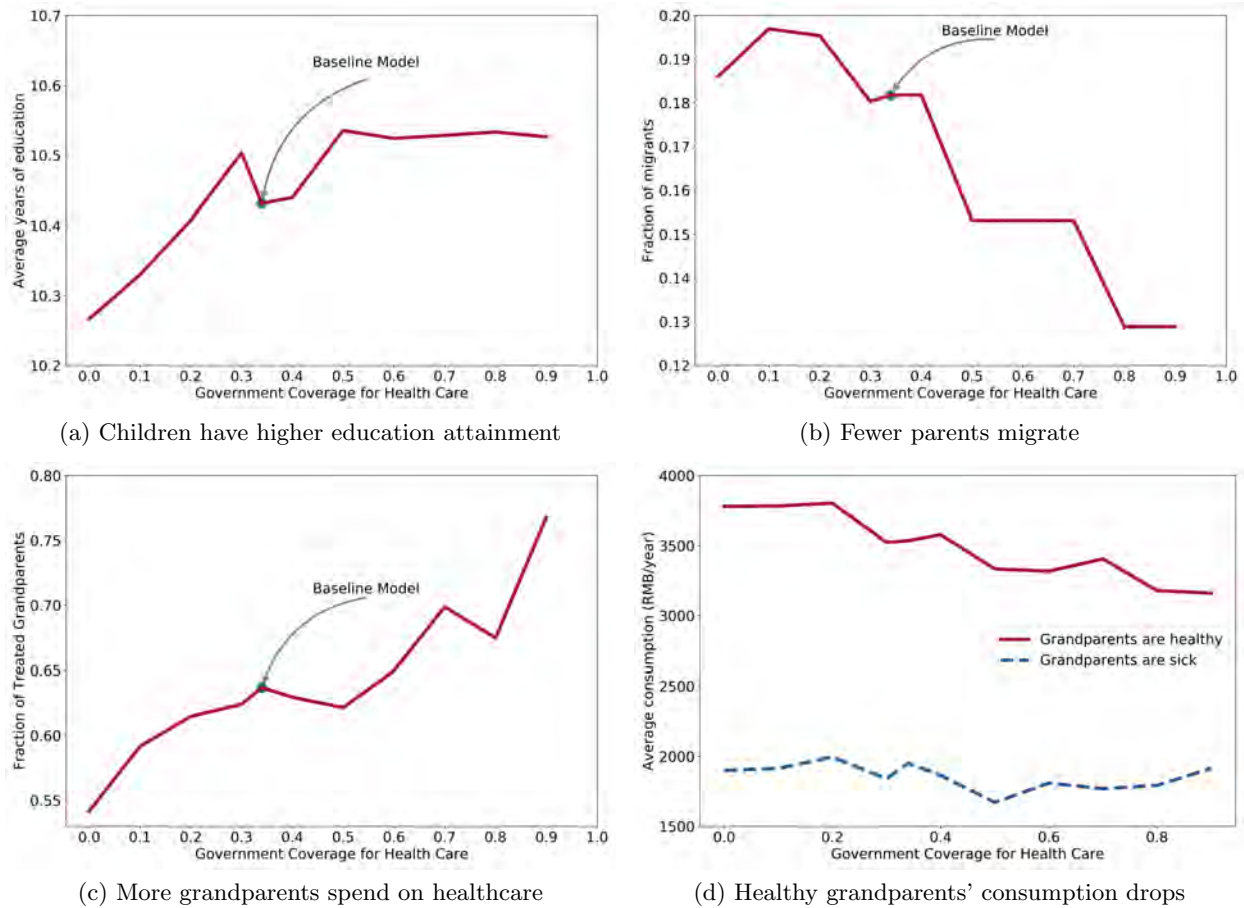 10.7
10.6
10.5
10.4
10.3
10.2
Average years of education
Baseline Model
0.0 0.1 0.2 0.3 0.4 0.5 0.6 0.7 0.8 0.9 1.0
Government Coverage for Health Care
(a) Children have higher education attainment
0.20
0.19
0.18
0.17
0.16
0.15
0.14
0.13
0.12
Fraction of migrants
Baseline Model
0.0 0.1 0.2 0.3 0.4 0.5 0.6 0.7 0.8 0.9 1.0
Government Coverage for Health Care
(b) Fewer parents migrate
0.80
0.75
0.70
0.65
0.60
0.55
Fraction of Treated Grandparents
Baseline Model
0.0 0.1 0.2 0.3 0.4 0.5 0.6 0.7 0.8 0.9 1.0
Government Coverage for Health Care
(c) More grandparents spend on healthcare
4000
3500
3000
2500
2000
1500
Average consumption (RMB/year)
Grandparents are healthy
Grandparents are sick
0.0 0.2 0.4 0.6 0.8
Government Coverage for Health Care
(d) Healthy grandparents' consumption drops